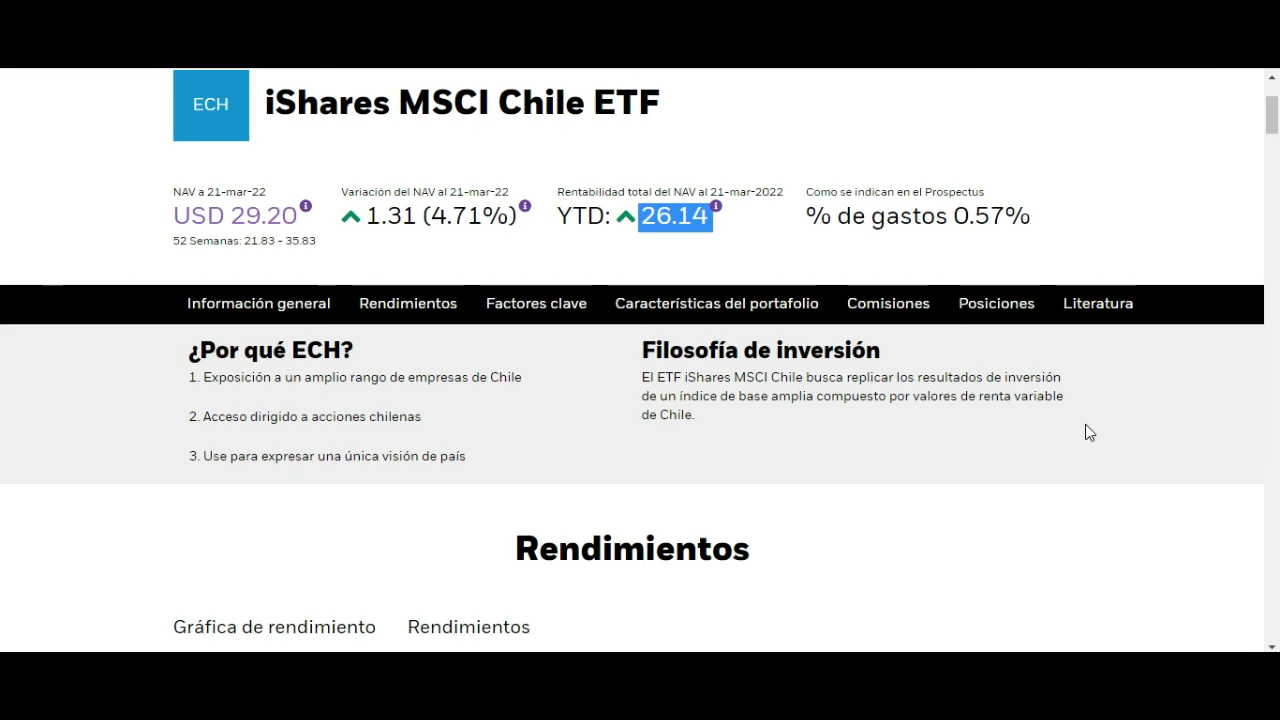 ECH
iShares MSCI Chile ETF
NAV a 21-mar-22
USD 29.20
52 Semanas: 21.83 - 35.83
Variación del NAV al 21-mar-22
1.31 (4.71%)
Rentabilidad total del NAV al 21-mar-2022
YTD: 26.14
Como se indican en el Prospectus
% de gastos 0.57%
Información general Rendimientos Factores clave Características del portafolio Comisiones Posiciones Literatura
¿Por qué ECH?
1. Exposición a un amplio rango de empresas de Chile
2. Acceso dirigido a acciones chilenas
3. Use para expresar una única visión de país
Filosofía de inversión
El ETF iShares MSCI Chile busca replicar los resultados de inversión
de un índice de base amplia compuesto por valores de renta variable
de Chile.
Rendimientos
Gráfica de rendimiento Rendimientos